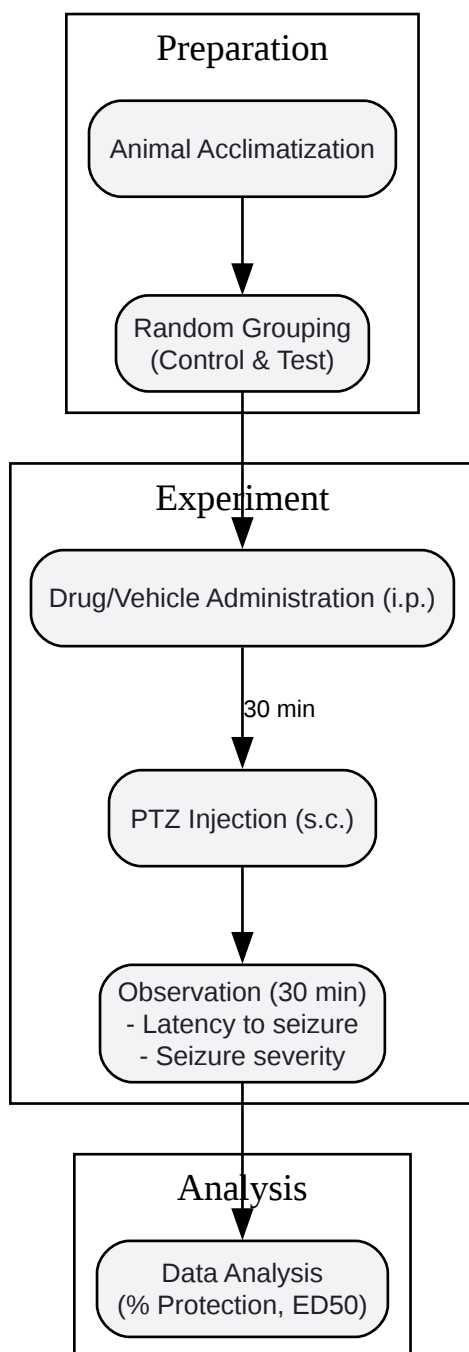 Preparation
Animal Acclimatization
Random Grouping
(Control & Test)
Experiment
Drug/Vehicle Administration (i.p.)
30 min
PTZ Injection (s.c.)
Observation (30 min)
- Latency to seizure
- Seizure severity
Analysis
Data Analysis
(% Protection, ED50)